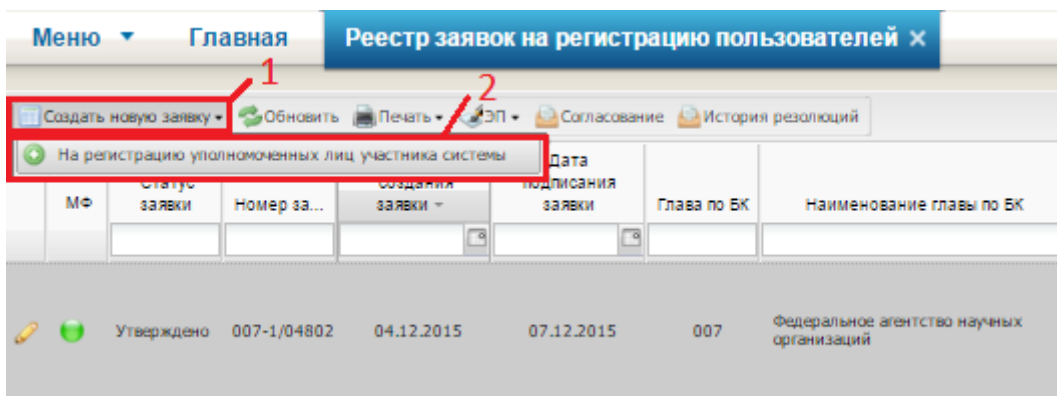 Меню Главная Реестр заявок на регистрацию пользователей ×
1
2
Создать новую заявку Обновить Печать ЭП Согласование История резолюций
На регистрацию уполномоченных лиц участника системы
МФ Статус заявки Номер за... создания заявки Дата подписания заявки Глава по БК Наименование главы по БК
Утверждено 007-1/04802 04.12.2015 07.12.2015 007 Федеральное агентство научных
организаций